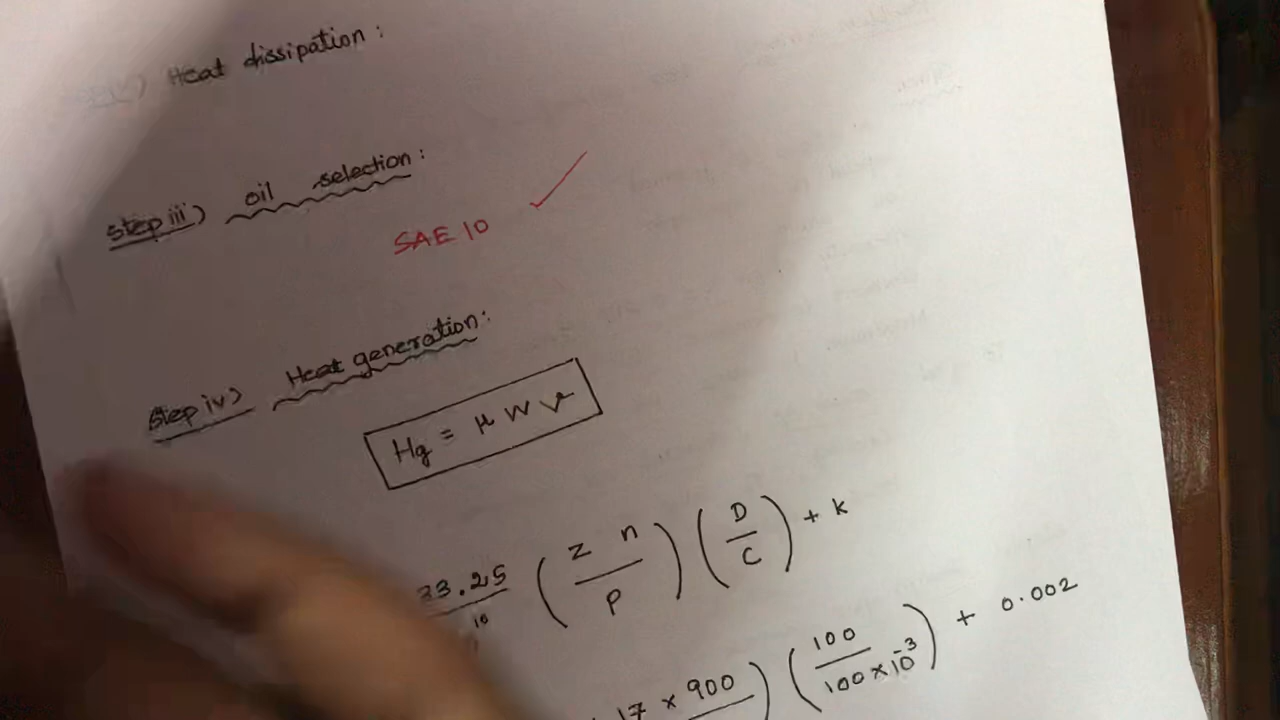 Heat dissipation :
Step iii) oil selection :
SAE 10 ✓
Step iv) Heat generation :
Hg = μ W v
33.25 / 10 ( Z n / P ) ( D / C ) + k
17 × 900 ) ( 100 / 100 × 10^-3 ) + 0.002